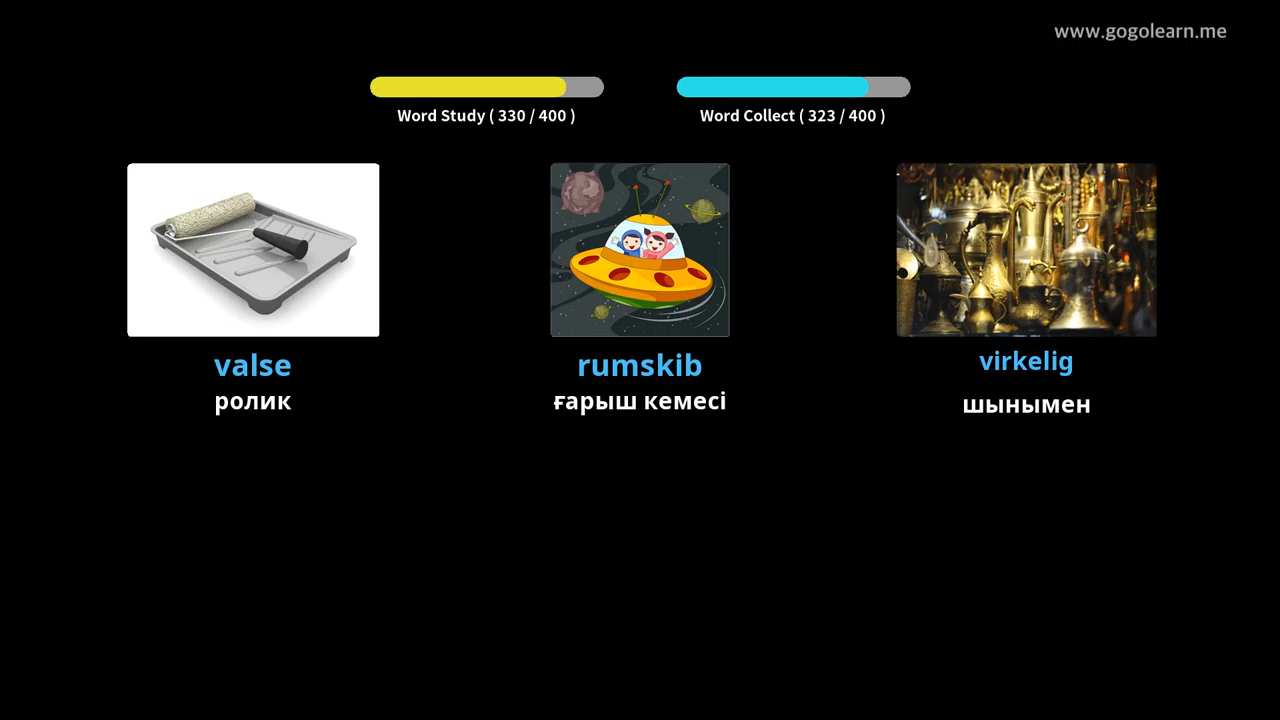 www.gogolearn.me
Word Study ( 330 / 400 )
Word Collect ( 323 / 400 )
valse
ролик
rumskib
ғарыш кемесі
virkelig
шынымен